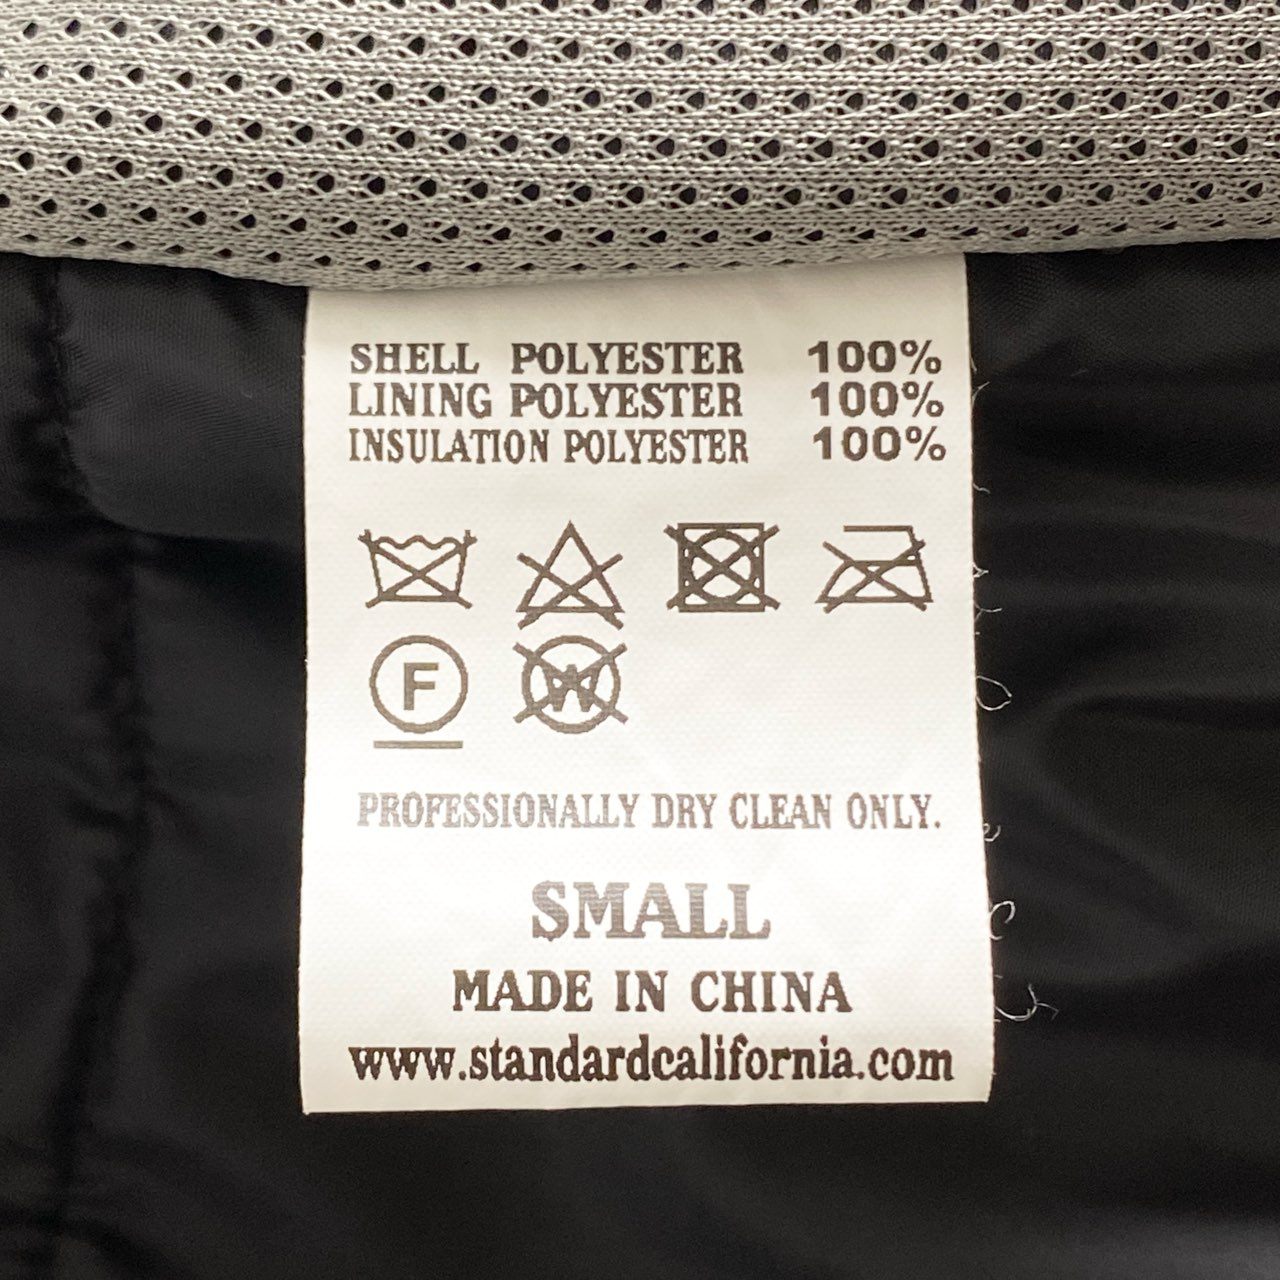 SHELL POLYESTER 100%
LINING POLYESTER 100%
INSULATION POLYESTER 100%
F W
PROFESSIONALLY DRY CLEAN ONLY.
SMALL
MADE IN CHINA
www.standardcalifornia.com